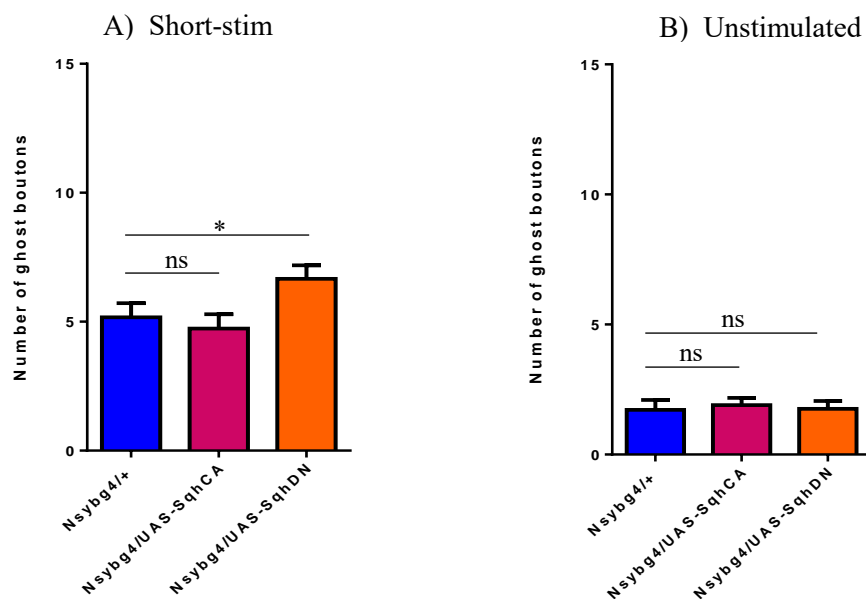 A) Short-stim
15
10
5
0
Number of ghost boutons
*
ns
Nsybg4/+
Nsybg4/UAS-SqhCA
Nsybg4/UAS-SqhDN
B) Unstimulated
15
10
5
0
Number of ghost boutons
ns
ns
Nsybg4/+
Nsybg4/UAS-SqhCA
Nsybg4/UAS-SqhDN